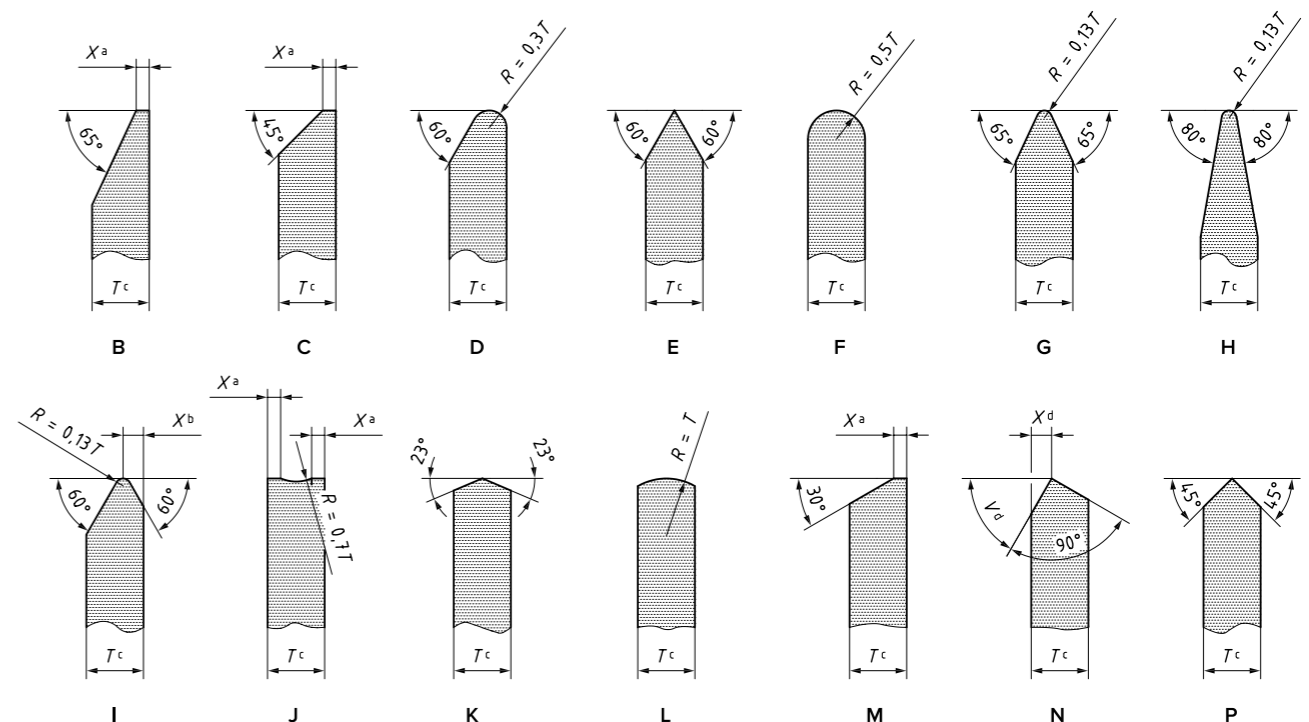 Xᵃ
65°
Tᶜ
B
Xᵃ
45°
Tᶜ
C
R = 0,3T
60°
Tᶜ
D
60°
60°
Tᶜ
E
R = 0,5T
Tᶜ
F
R = 0,13T
65°
65°
Tᶜ
G
R = 0,13T
80°
80°
Tᶜ
H
R = 0,13T
Xᵇ
60°
60°
Tᶜ
I
Xᵃ
Xᵃ
R = 0,7T
Tᶜ
J
23°
23°
Tᶜ
K
R = T
Tᶜ
L
Xᵃ
30°
Tᶜ
M
Xᵈ
Vᵈ
90°
Tᶜ
N
45°
45°
Tᶜ
P